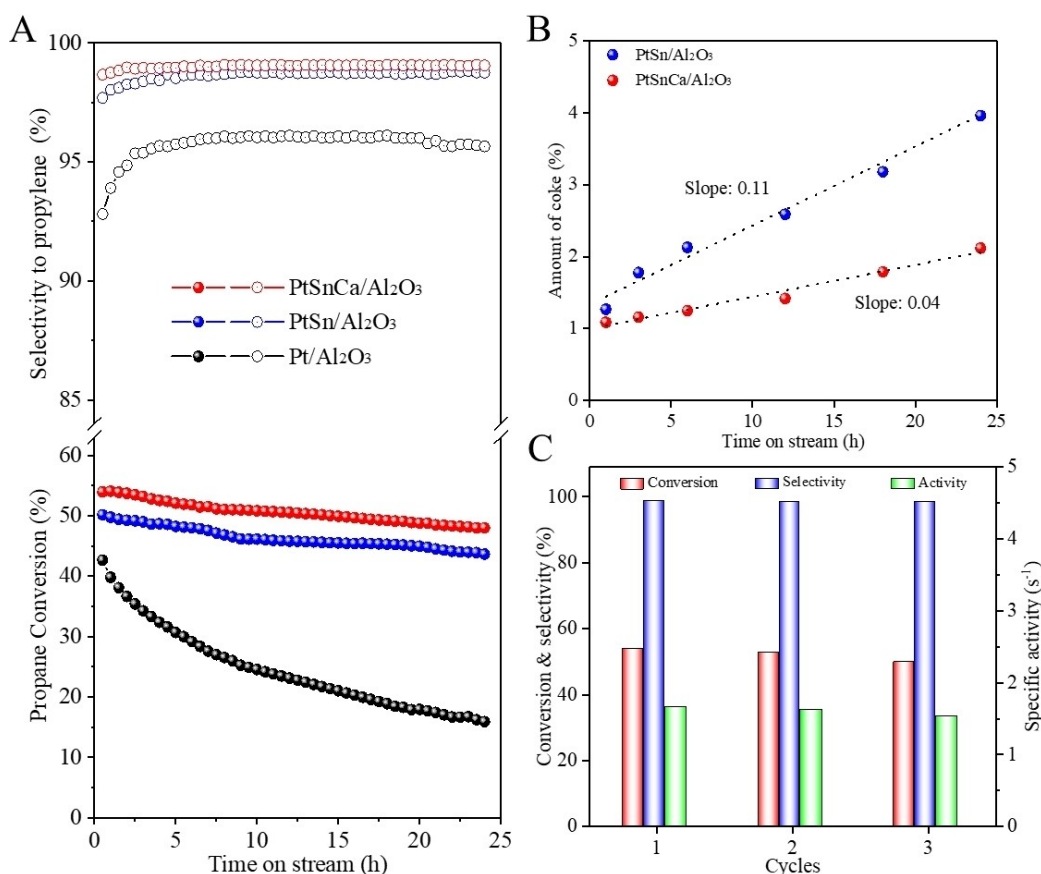 A
100
95
90
85
60
50
40
30
20
10
0
Selectivity to propylene (%)
Propane Conversion (%)
PtSnCa/Al₂O₃
PtSn/Al₂O₃
Pt/Al₂O₃
0 5 10 15 20 25
Time on stream (h)
B
5
4
3
2
1
0
Amount of coke (%)
PtSn/Al₂O₃
PtSnCa/Al₂O₃
Slope: 0.11
Slope: 0.04
0 5 10 15 20 25
Time on stream (h)
C
100
80
60
40
20
0
Conversion & selectivity (%)
Conversion Selectivity Activity
5
4
3
2
1
0
Specific activity (s⁻¹)
1 2 3
Cycles